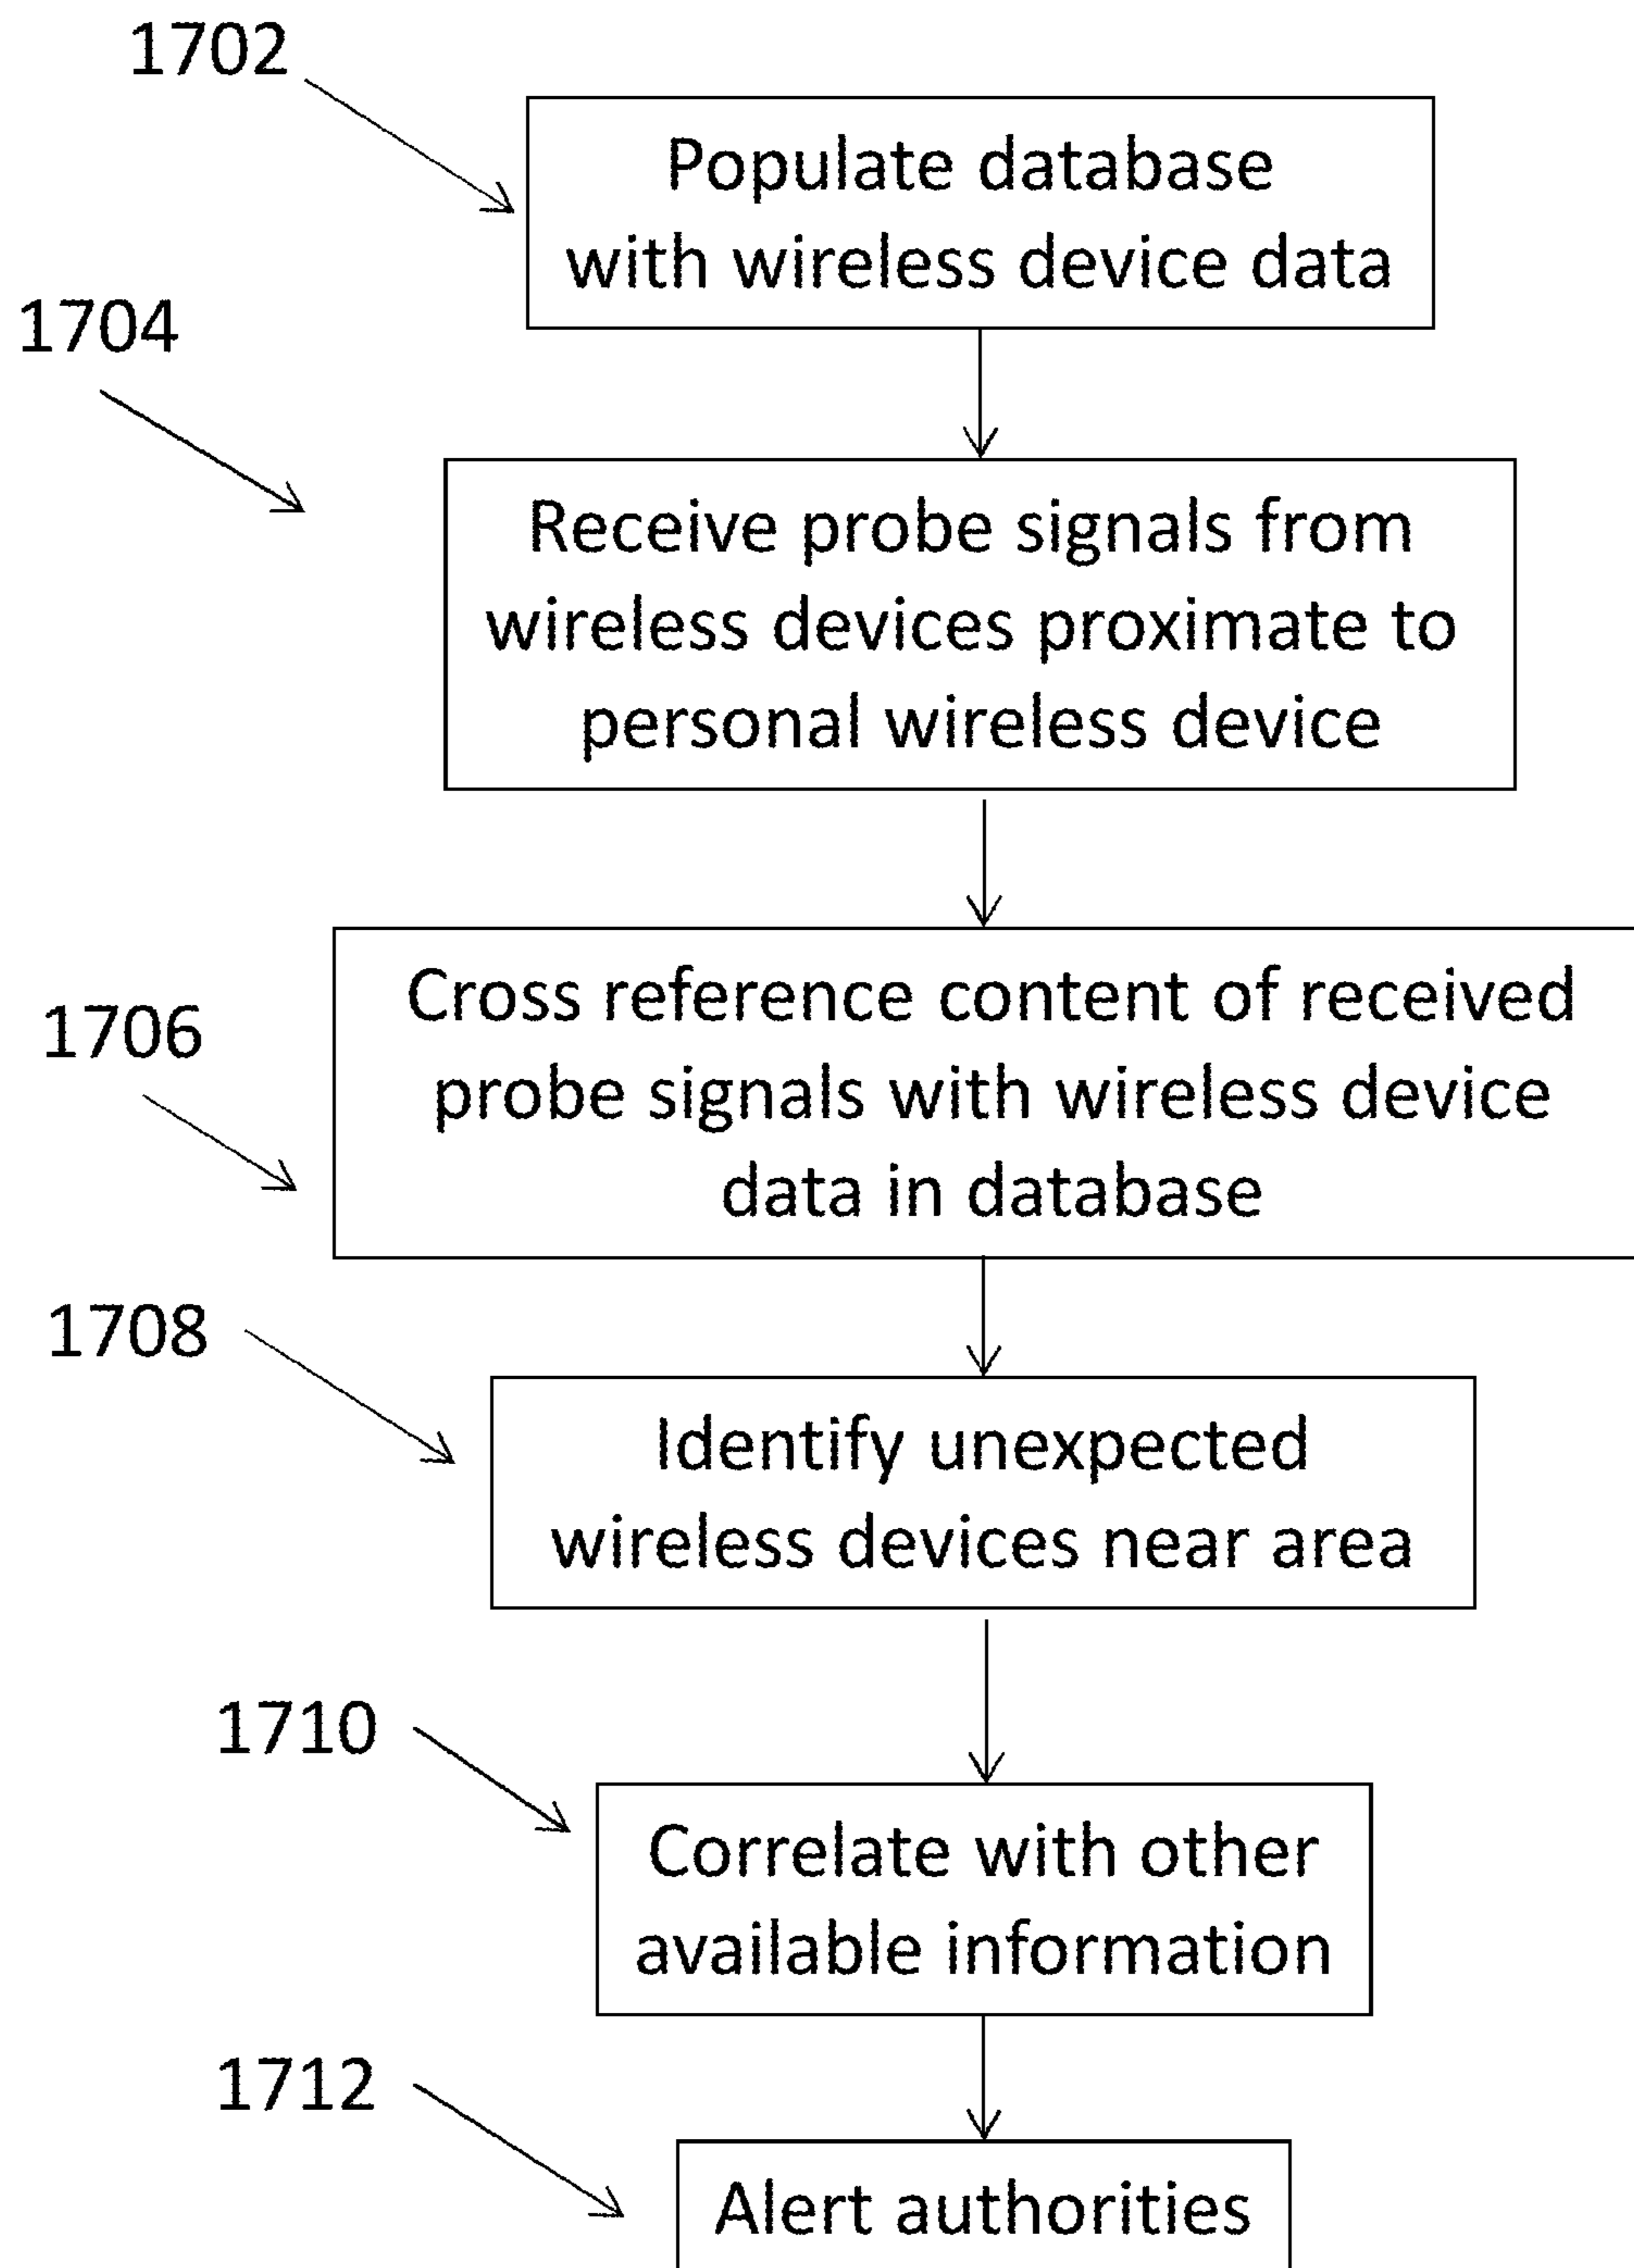 1702
Populate database
with wireless device data
1704
Receive probe signals from
wireless devices proximate to
personal wireless device
1706
Cross reference content of received
probe signals with wireless device
data in database
1708
Identify unexpected
wireless devices near area
1710
Correlate with other
available information
1712
Alert authorities